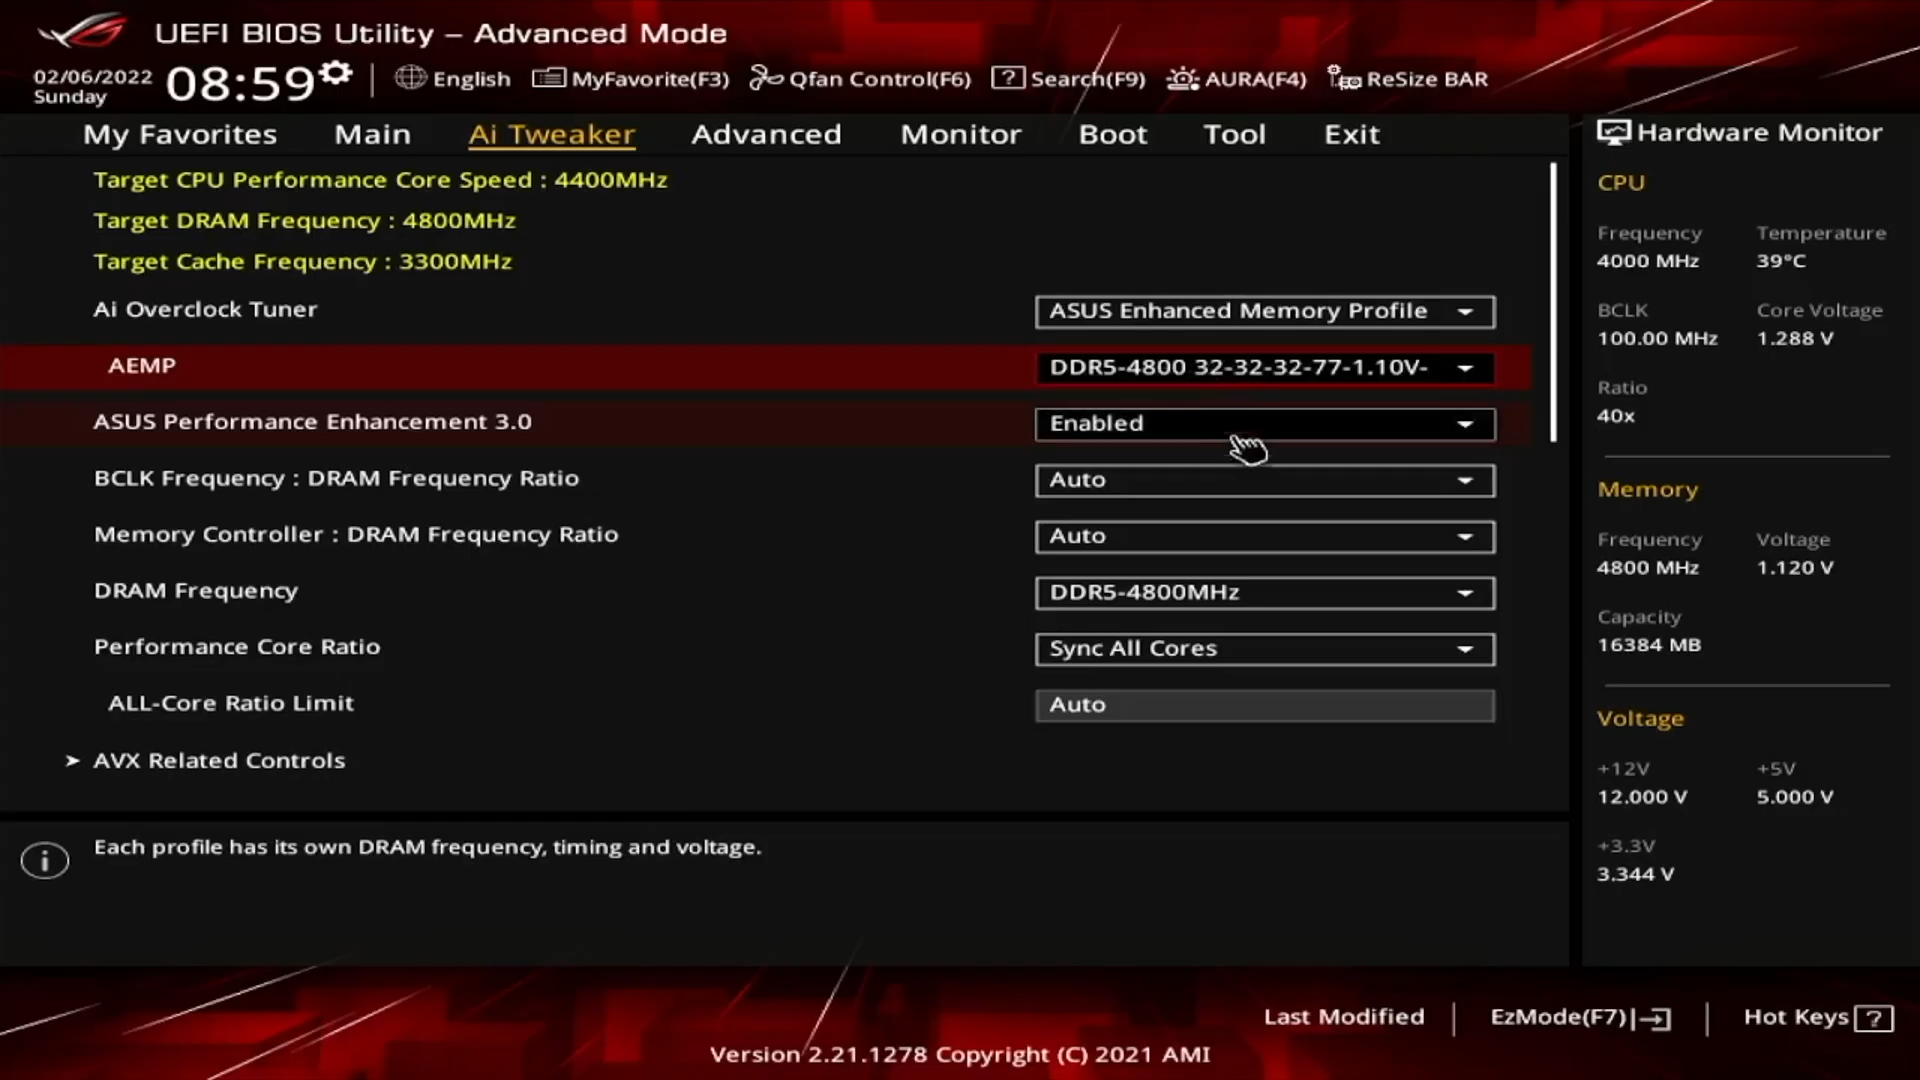 UEFI BIOS Utility – Advanced Mode
02/06/2022
Sunday
08:59
English
MyFavorite(F3)
Qfan Control(F6)
? Search(F9)
AURA(F4)
ReSize BAR
My Favorites
Main
Ai Tweaker
Advanced
Monitor
Boot
Tool
Exit
Target CPU Performance Core Speed : 4400MHz
Target DRAM Frequency : 4800MHz
Target Cache Frequency : 3300MHz
Ai Overclock Tuner
ASUS Enhanced Memory Profile
AEMP
DDR5-4800 32-32-32-77-1.10V-
ASUS Performance Enhancement 3.0
Enabled
BCLK Frequency : DRAM Frequency Ratio
Auto
Memory Controller : DRAM Frequency Ratio
Auto
DRAM Frequency
DDR5-4800MHz
Performance Core Ratio
Sync All Cores
ALL-Core Ratio Limit
Auto
AVX Related Controls
i
Each profile has its own DRAM frequency, timing and voltage.
Hardware Monitor
CPU
Frequency
Temperature
4000 MHz
39°C
BCLK
Core Voltage
100.00 MHz
1.288 V
Ratio
40x
Memory
Frequency
Voltage
4800 MHz
1.120 V
Capacity
16384 MB
Voltage
+12V
+5V
12.000 V
5.000 V
+3.3V
3.344 V
Last Modified
EzMode(F7)
Hot Keys ?
Version 2.21.1278 Copyright (C) 2021 AMI